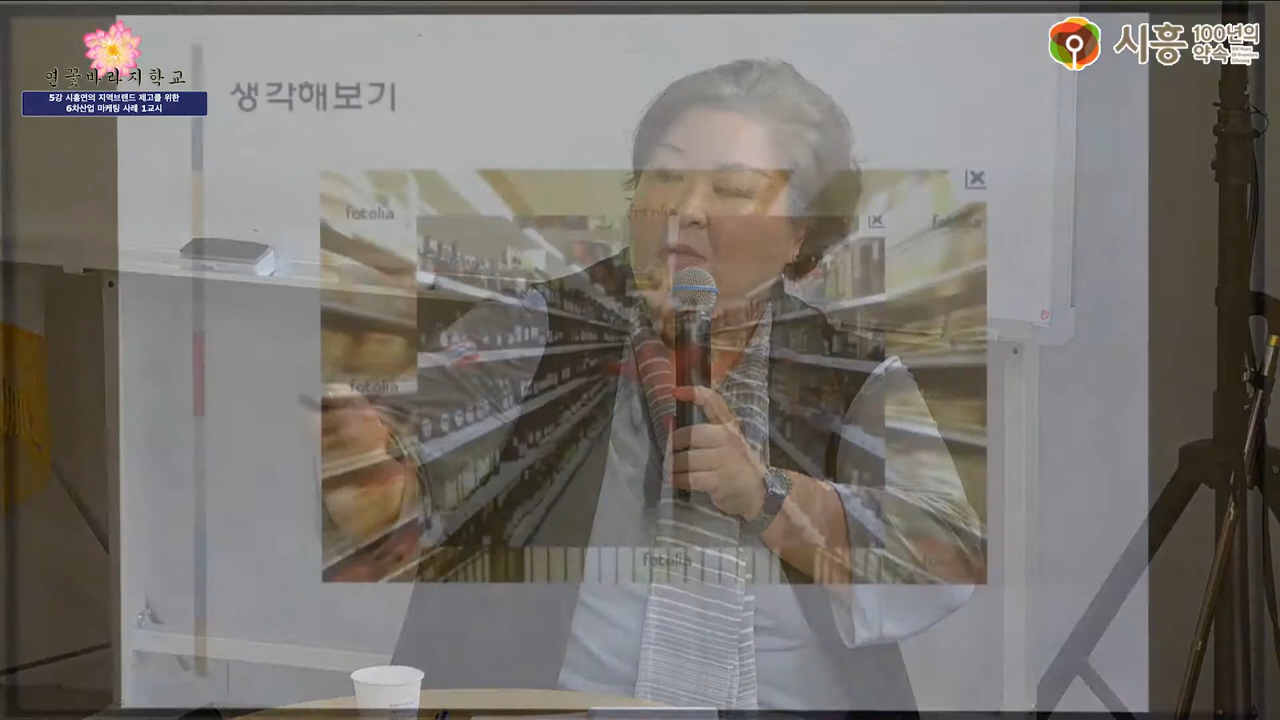 연꽃바라지학교
5강 시흥연의 지역브랜드 제고를 위한
6차산업 마케팅 사례 1교시
시흥 100년의
약속
생각해보기
fotolia
fotolia
fotolia
fotolia
fotolia